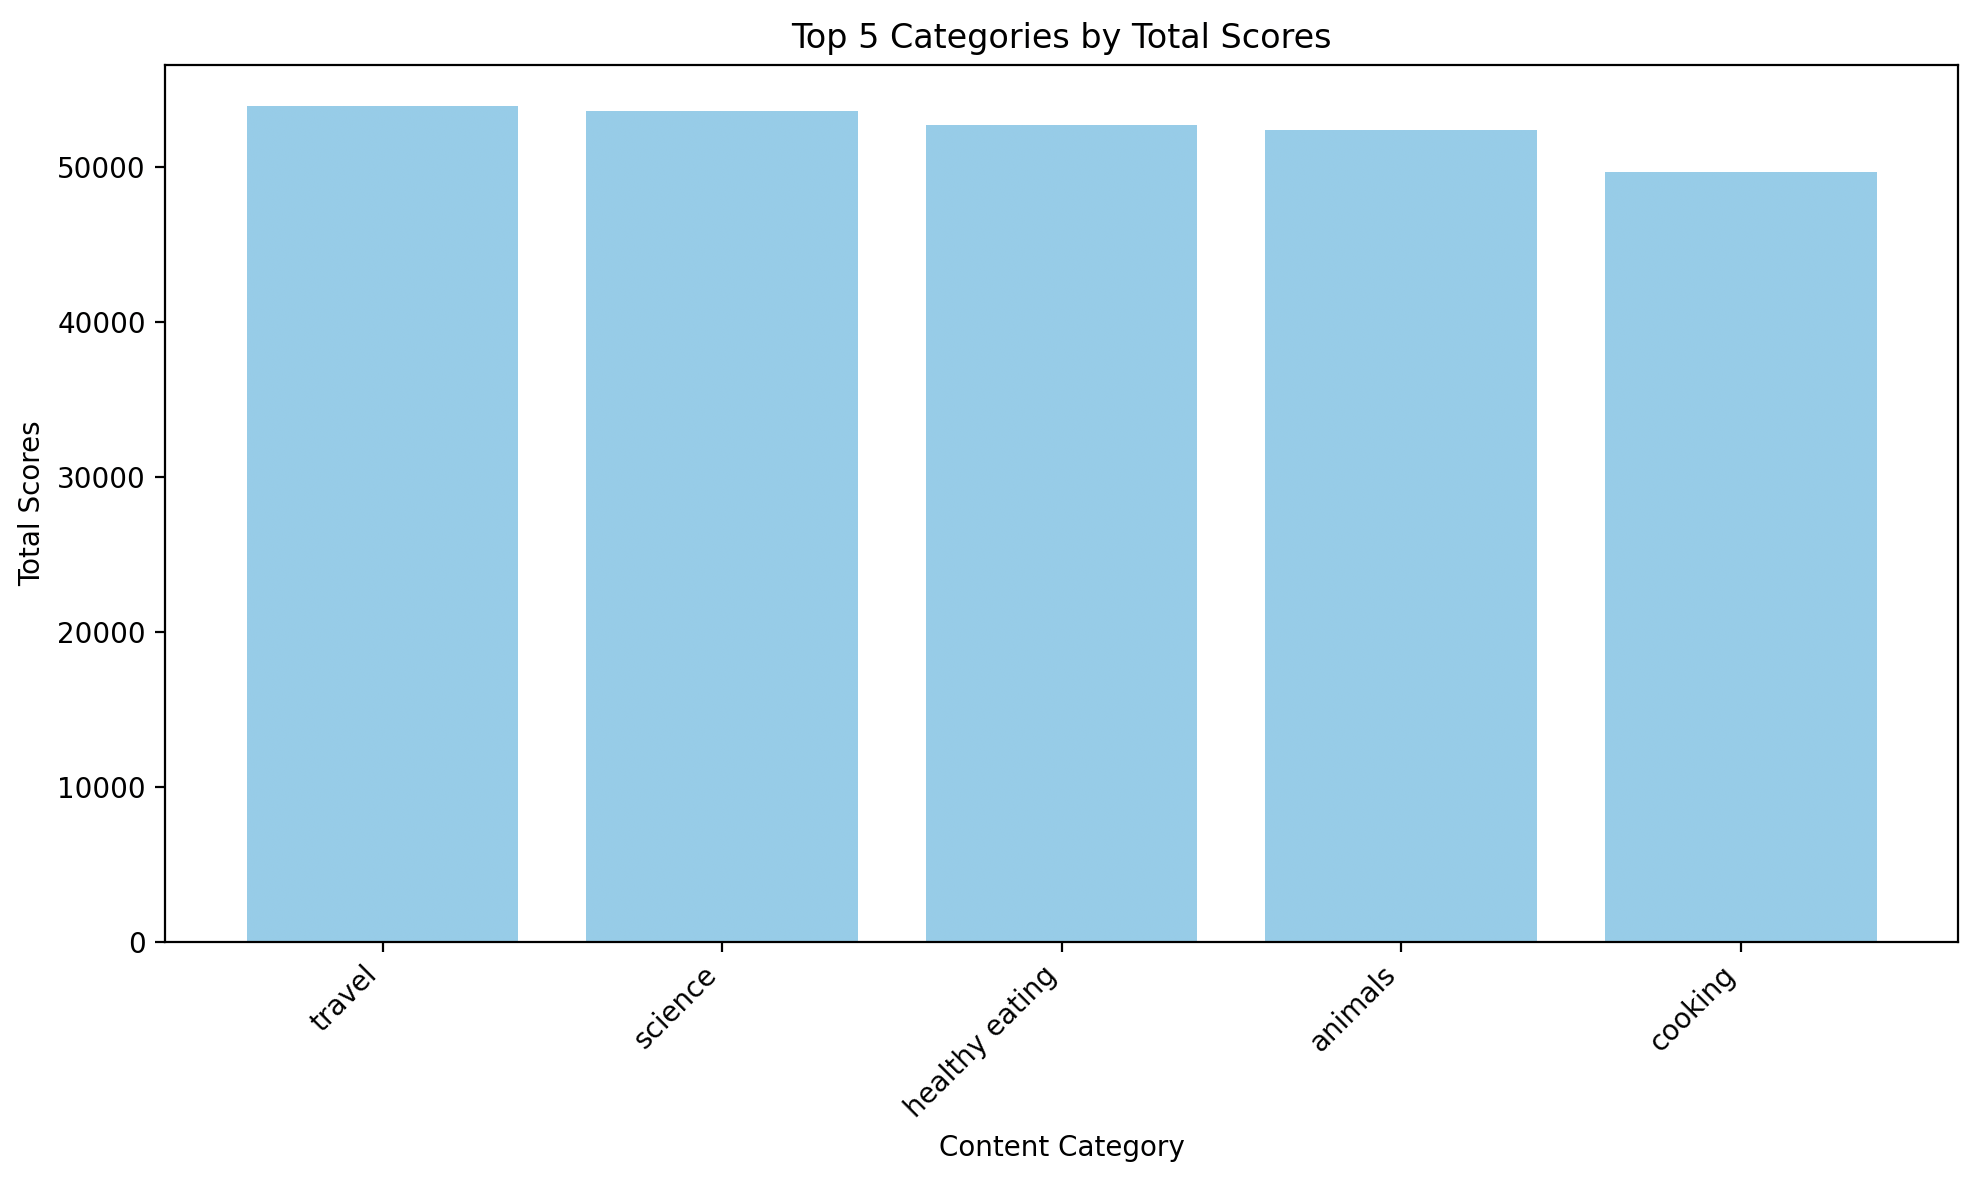 Top 5 Categories by Total Scores
Total Scores
50000
40000
30000
20000
10000
0
travel
science
healthy eating
animals
cooking
Content Category